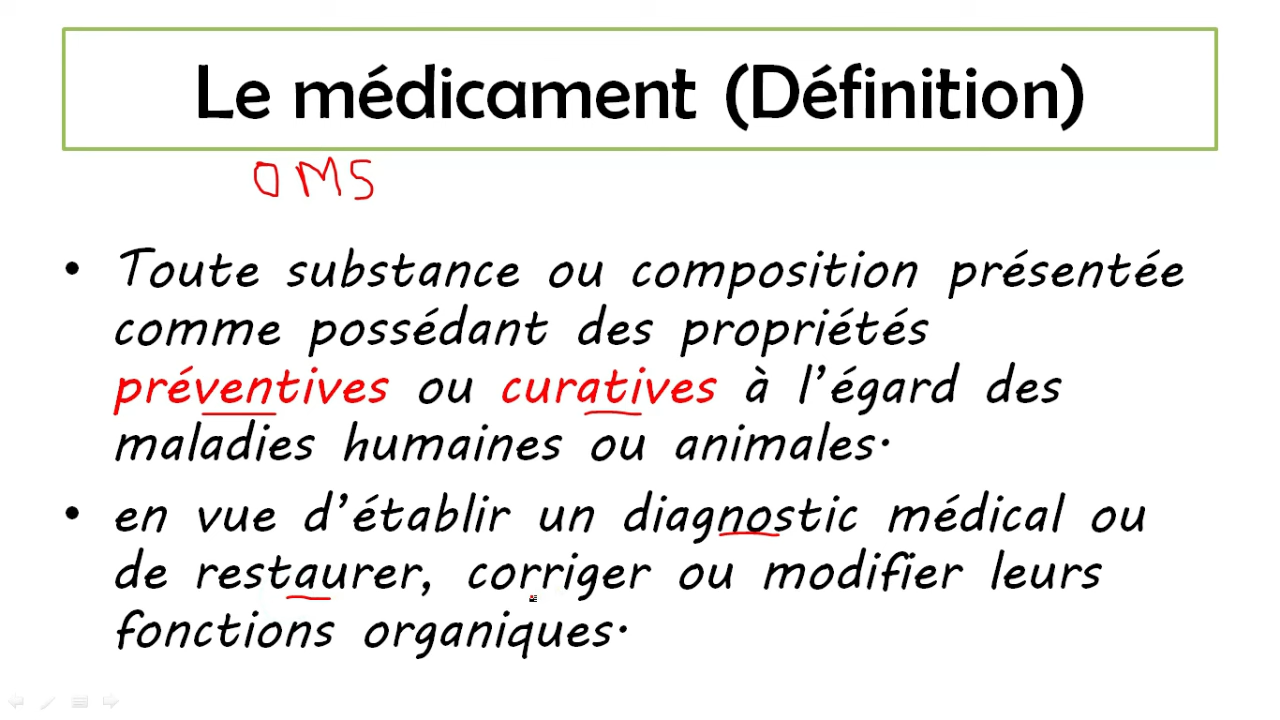 Le médicament (Définition)
OMS
• Toute substance ou composition présentée
comme possédant des propriétés
préventives ou curatives à l’égard des
maladies humaines ou animales.
• en vue d’établir un diagnostic médical ou
de restaurer, corriger ou modifier leurs
fonctions organiques.